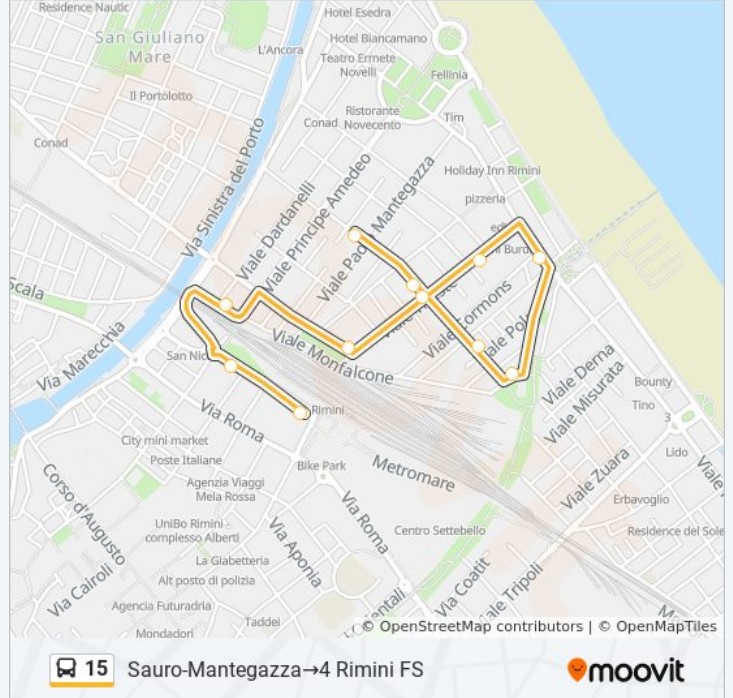 Residence Nautic
Hotel Esedra
San Giuliano
Mare
L'Ancora
Hotel Biancamano
Teatro Ermete
Novelli
Fellinia
Il Portolotto
Ristorante
Novecento
Conad
Tim
Conad
Via Sinistra del Porto
Holiday Inn Rimini
pizzeria
Viale Dardanelli
Viale Principe Amedeo
Mantegazza
Scala
Via Marecchia
San Nic
Viale Monfalcone
Viale Derna
Viale Misurata
Bounty
Tino
3
Lido
Rimini
Via Roma
City mini market
Poste Italiane
Bike Park
Metromare
Viale Zuara
Agenzia Viaggi
Mela Rossa
Erbavoglio
Corso d'Augusto
UniBo Rimini -
complesso Alberti
Via Roma
Centro Settebello
Residence del Sole
La Giabetteria
Via Aponia
Alt posto di polizia
Via Cairoli
Agenzia Futuradria
Via Coatit
Viale Tripoli
Taddei
Mondadori
© OpenStreetMap contributors | © OpenMapTiles
15 Sauro-Mantegazza→4 Rimini FS
moovit